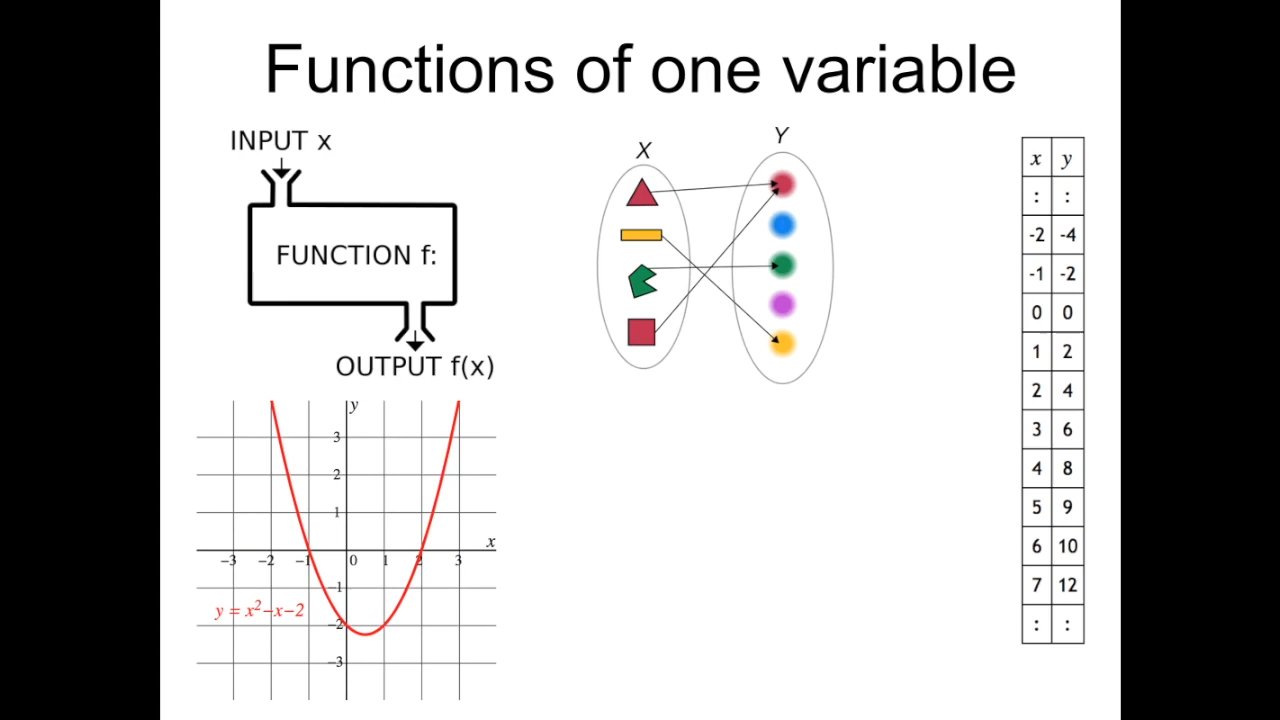 Functions of one variable
INPUT x
FUNCTION f:
OUTPUT f(x)
X
Y
y
3
2
1
x
−3 −2 −1 0 1 2 3
−1
y = x²−x−2
−2
−3
x y
: :
-2 -4
-1 -2
0 0
1 2
2 4
3 6
4 8
5 9
6 10
7 12
: :